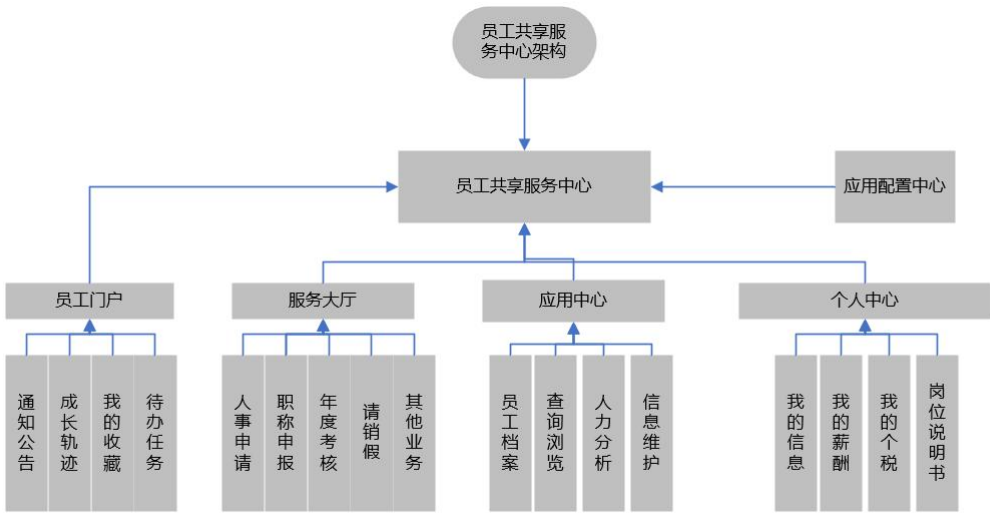 员工共享服
务中心架构
员工共享服务中心
应用配置中心
员工门户
服务大厅
应用中心
个人中心
通知公告
成长轨迹
我的收藏
待办任务
人事申请
职称申报
年度考核
请销假
其他业务
员工档案
查询浏览
人力分析
信息维护
我的信息
我的薪酬
我的个税
岗位说明书